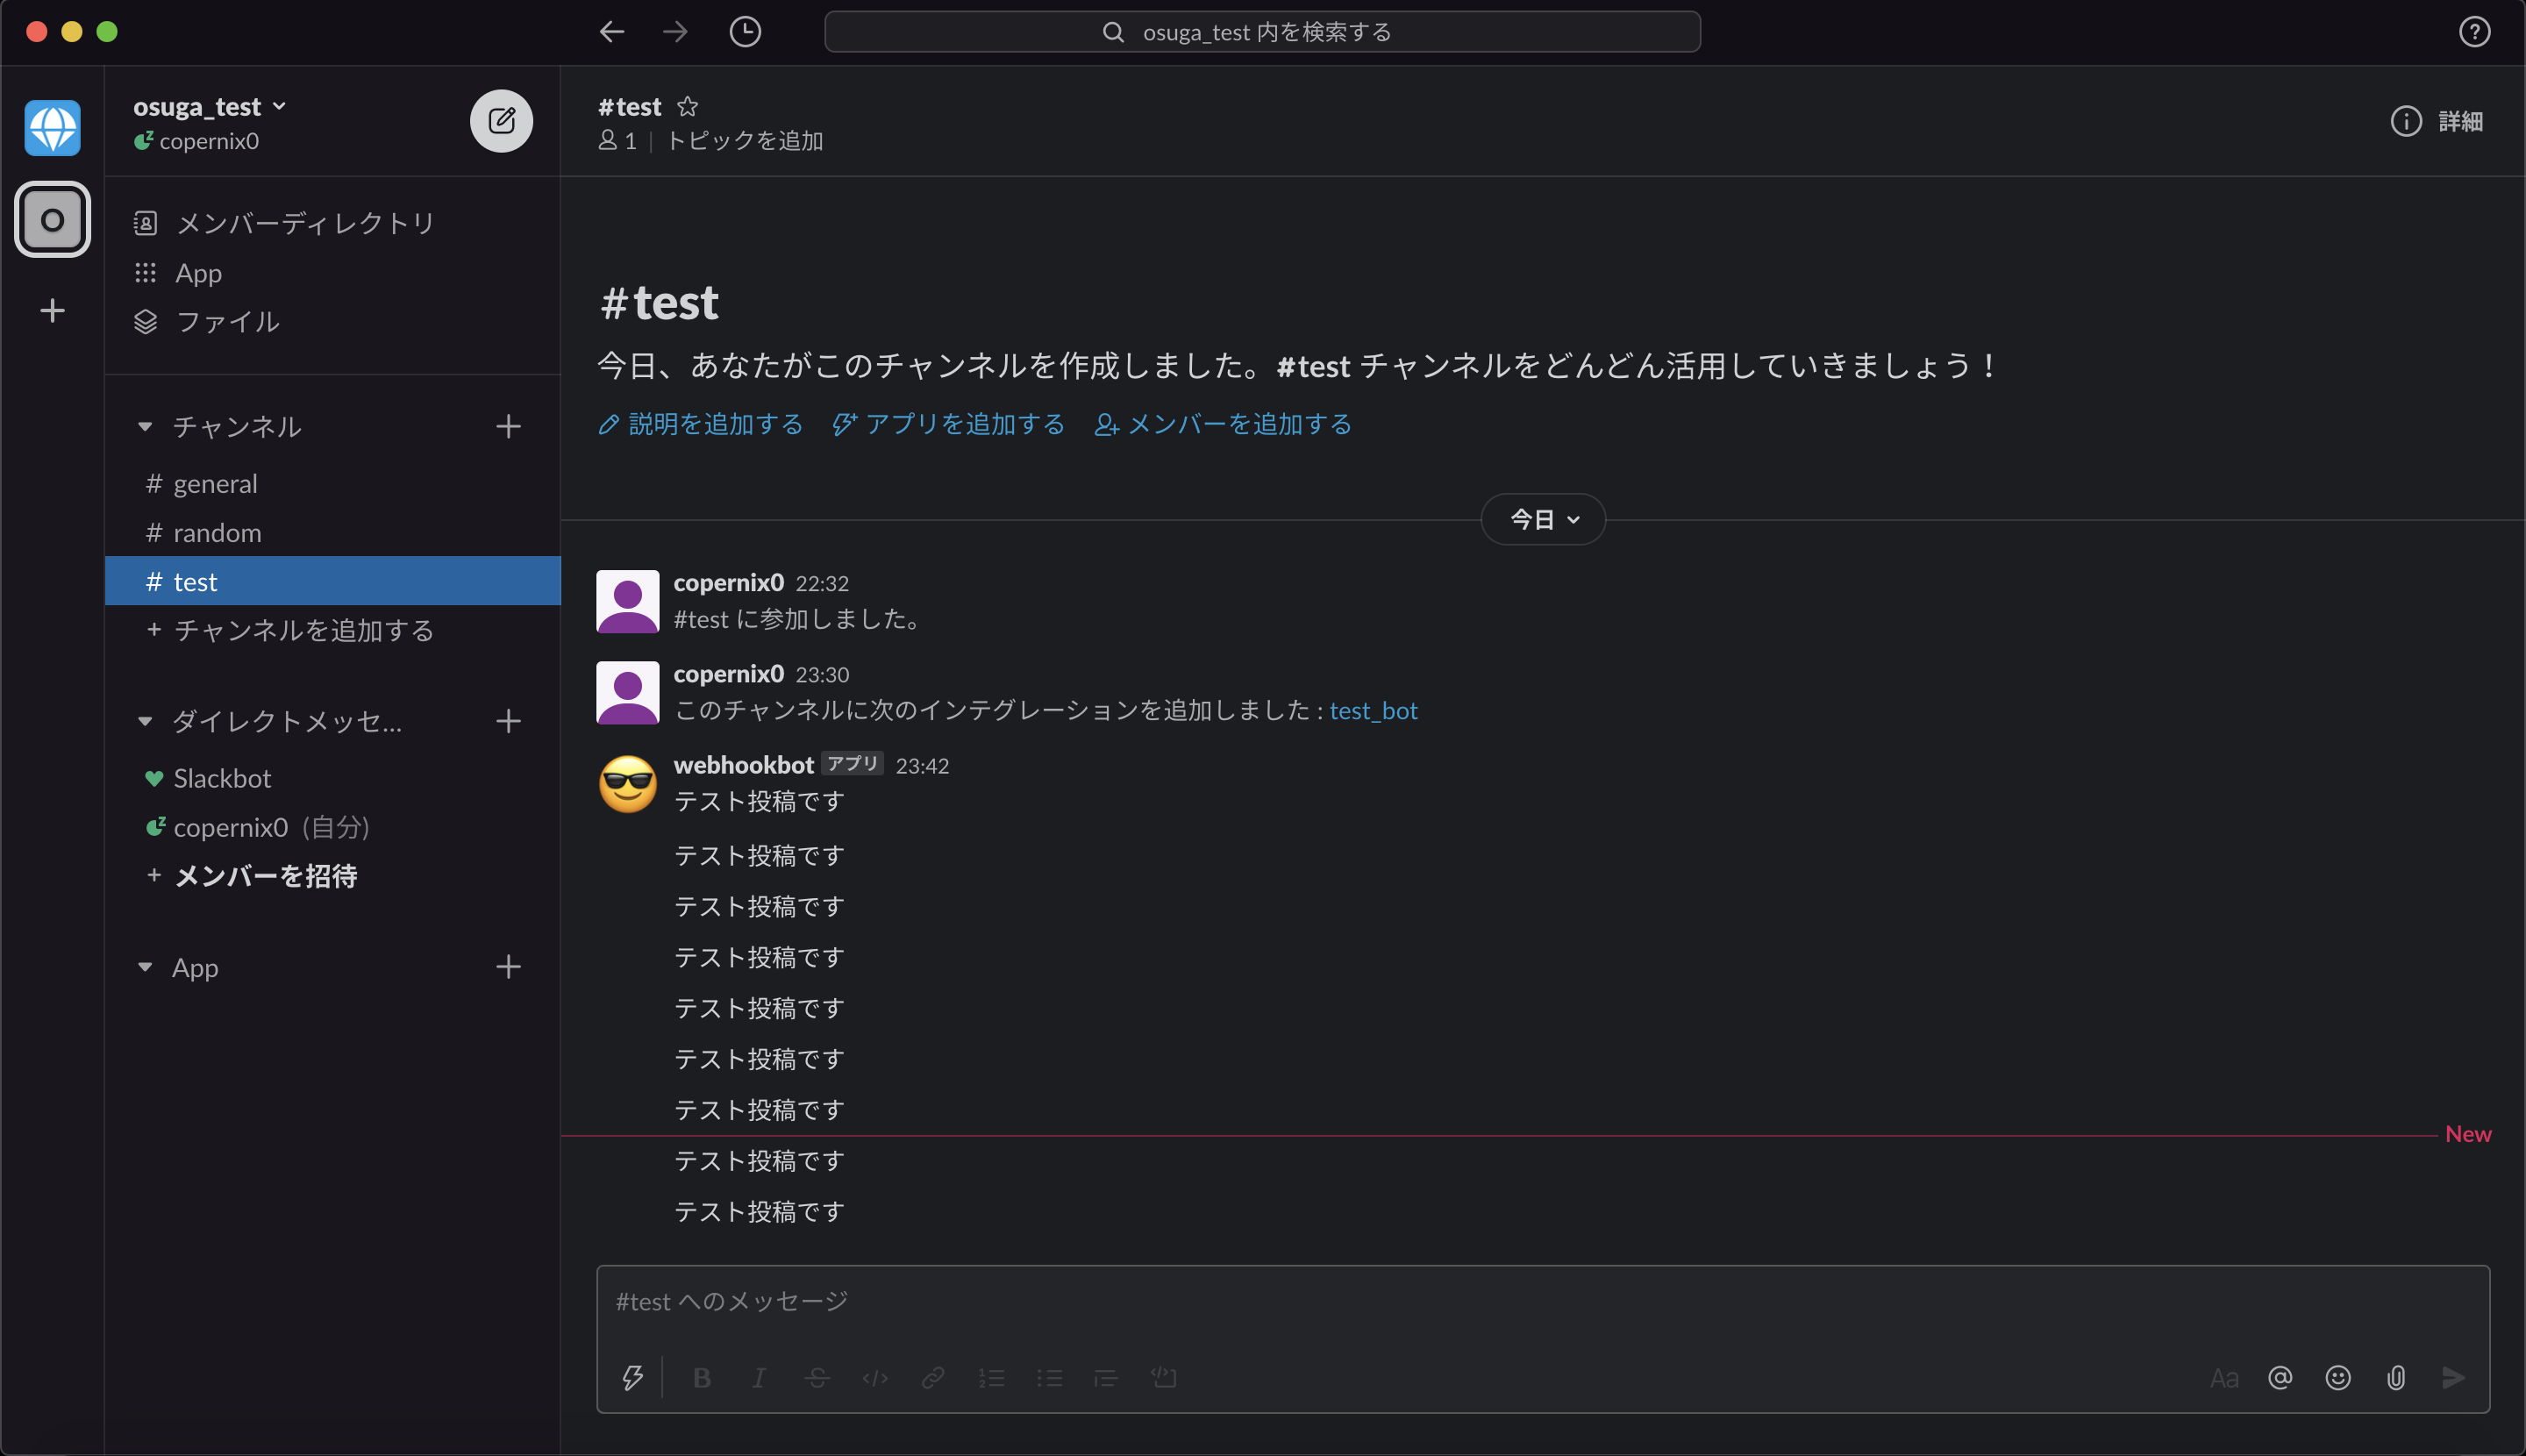 osuga_test 内を検索する
osuga_test
copernix0
O
メンバーディレクトリ
App
ファイル
チャンネル
# general
# random
# test
+ チャンネルを追加する
ダイレクトメッセ...
Slackbot
copernix0 (自分)
+ メンバーを招待
App
#test
1 | トピックを追加
詳細
#test
今日、あなたがこのチャンネルを作成しました。#test チャンネルをどんどん活用していきましょう！
説明を追加する アプリを追加する メンバーを追加する
今日
copernix0 22:32
#test に参加しました。
copernix0 23:30
このチャンネルに次のインテグレーションを追加しました : test_bot
webhookbot アプリ 23:42
テスト投稿です
テスト投稿です
テスト投稿です
テスト投稿です
テスト投稿です
テスト投稿です
テスト投稿です
New
テスト投稿です
テスト投稿です
#test へのメッセージ
B I S </> Aa @